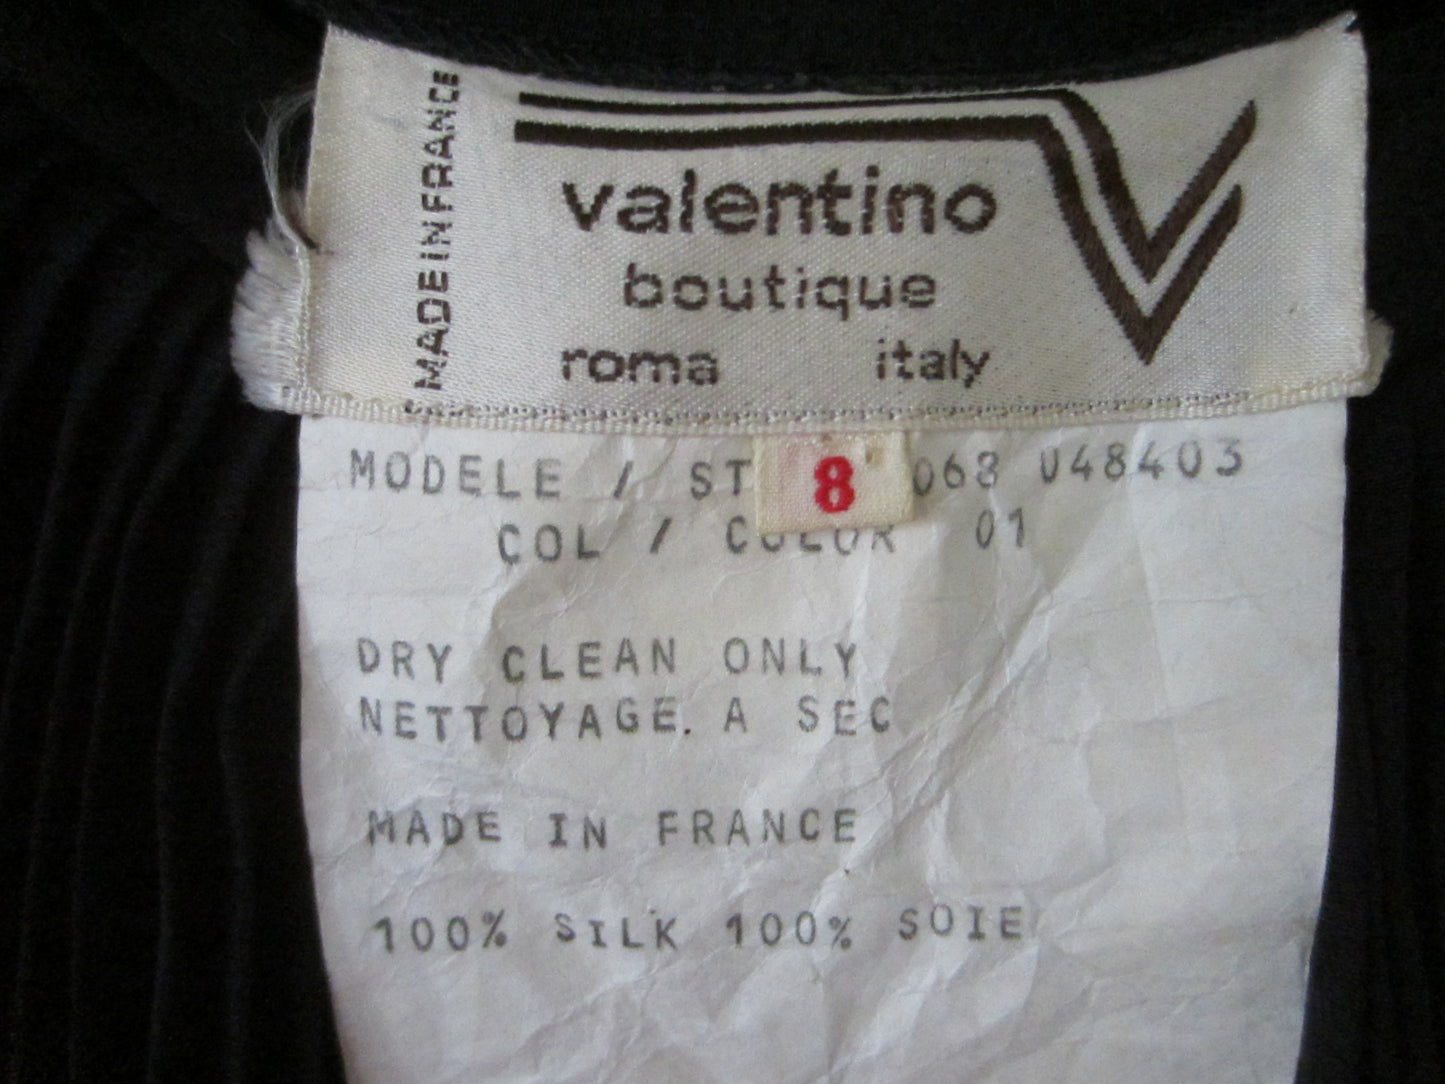 MADE IN FRANCE
valentino
boutique
roma italy
8
MODELE / ST 068 U48403
COL / COLOR 01
DRY CLEAN ONLY
NETTOYAGE. A SEC
MADE IN FRANCE
100% SILK 100% SOIE